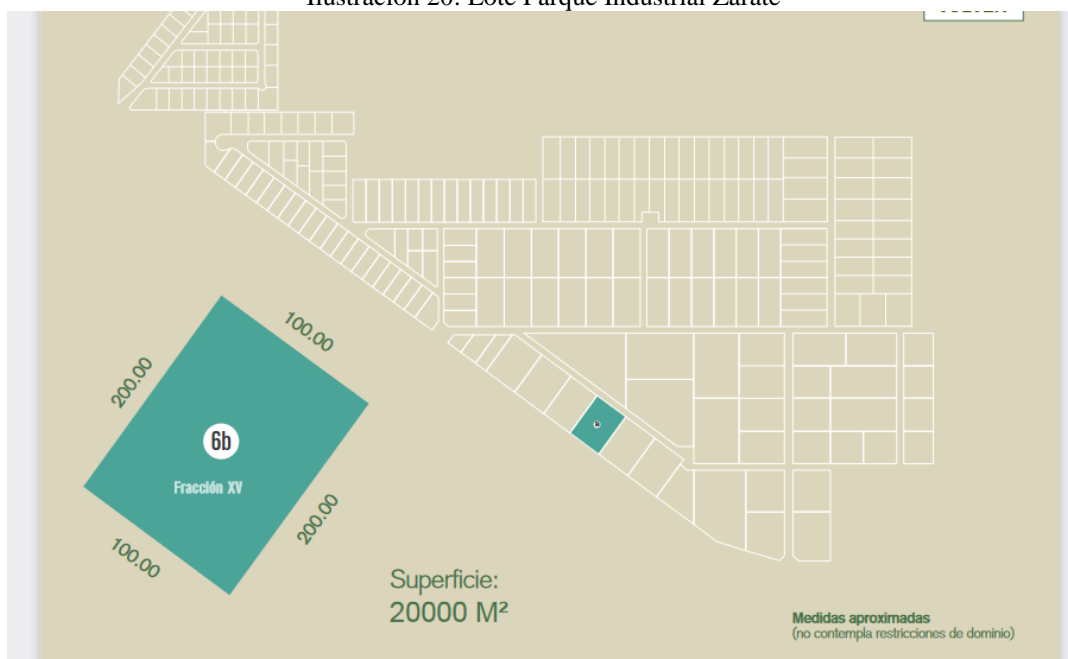 Ilustración 20: Lote Parque Industrial Zárate
100.00
200.00
6b
Fracción XV
200.00
100.00
Superficie:
20000 M²
Medidas aproximadas
(no contempla restricciones de dominio)